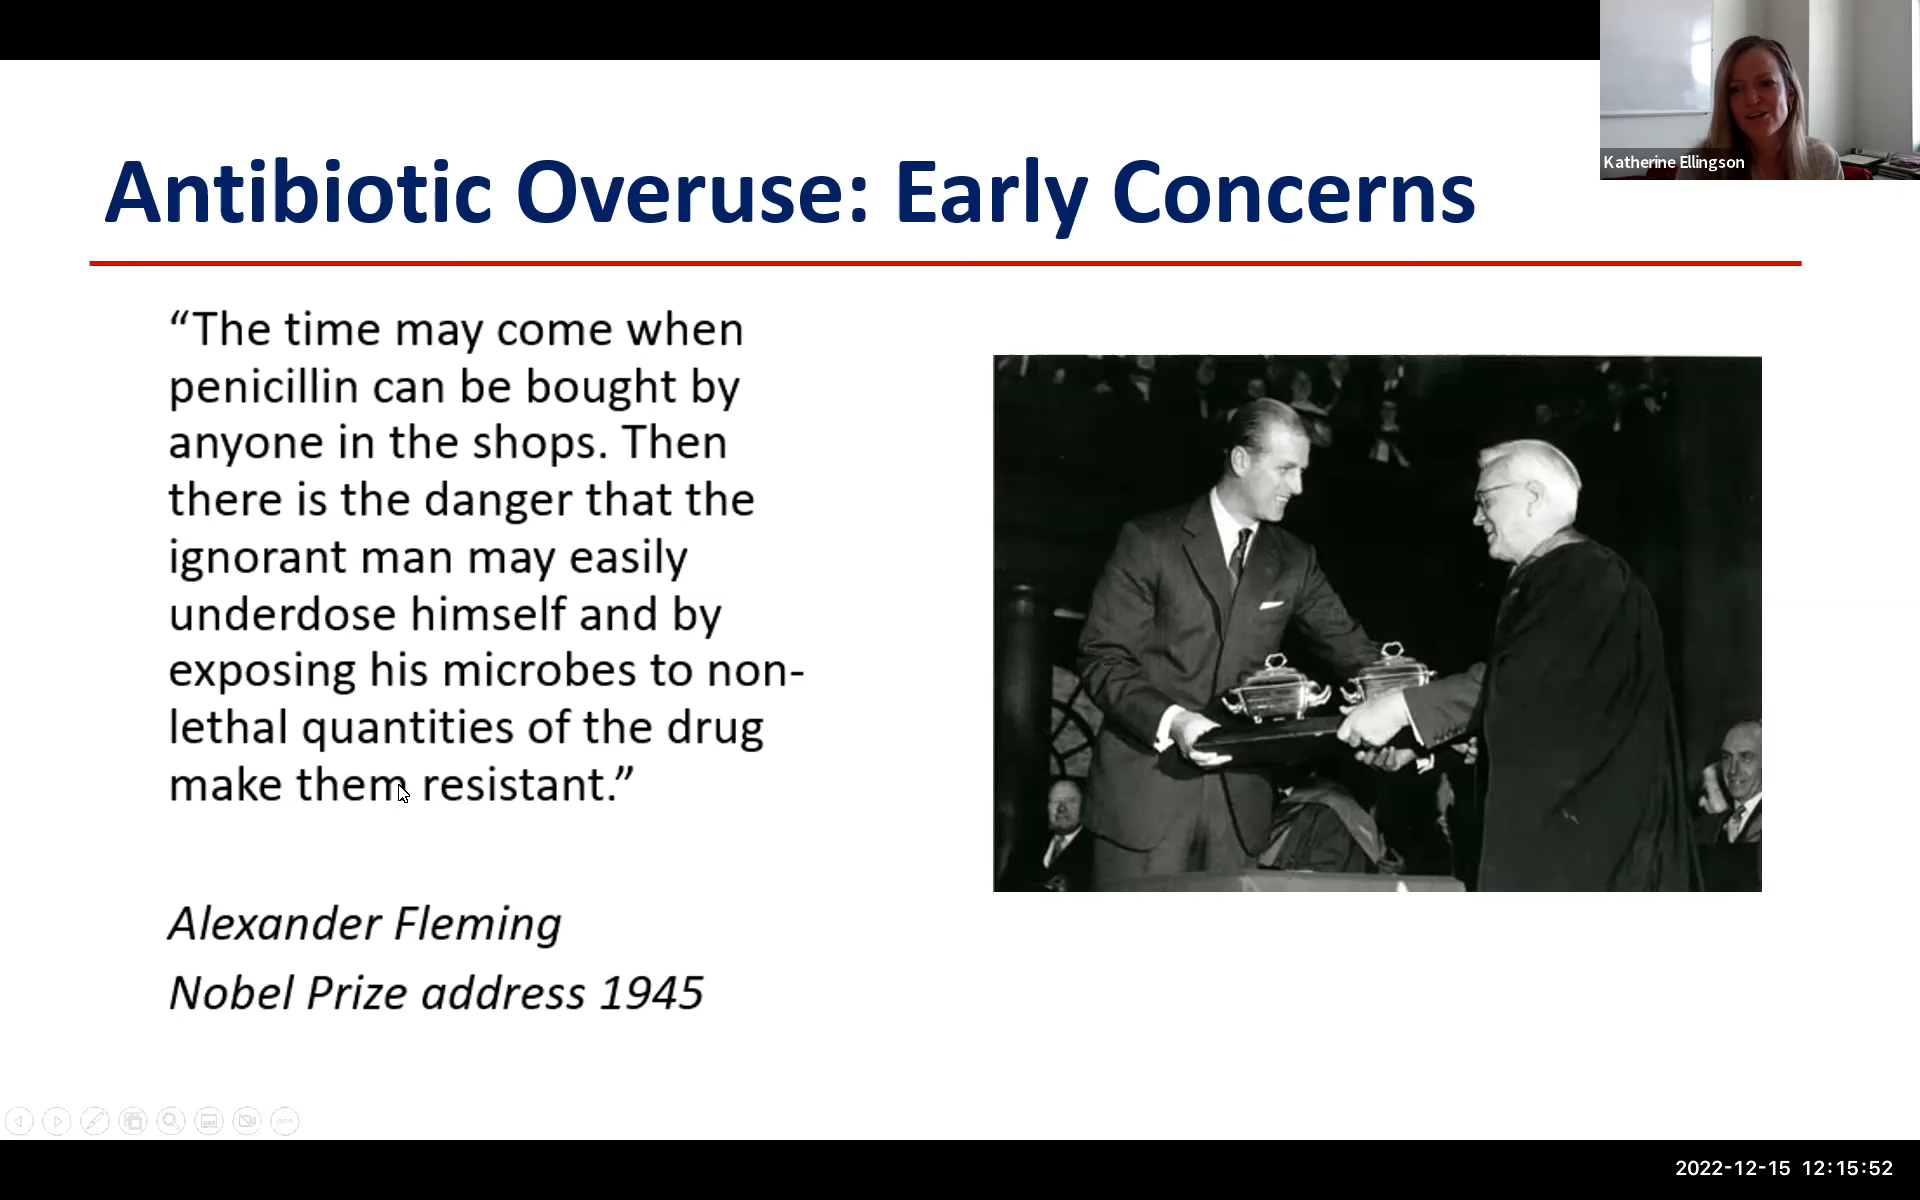 Katherine Ellingson
Antibiotic Overuse: Early Concerns
“The time may come when
penicillin can be bought by
anyone in the shops. Then
there is the danger that the
ignorant man may easily
underdose himself and by
exposing his microbes to non-
lethal quantities of the drug
make them resistant.”
Alexander Fleming
Nobel Prize address 1945
2022-12-15 12:15:52